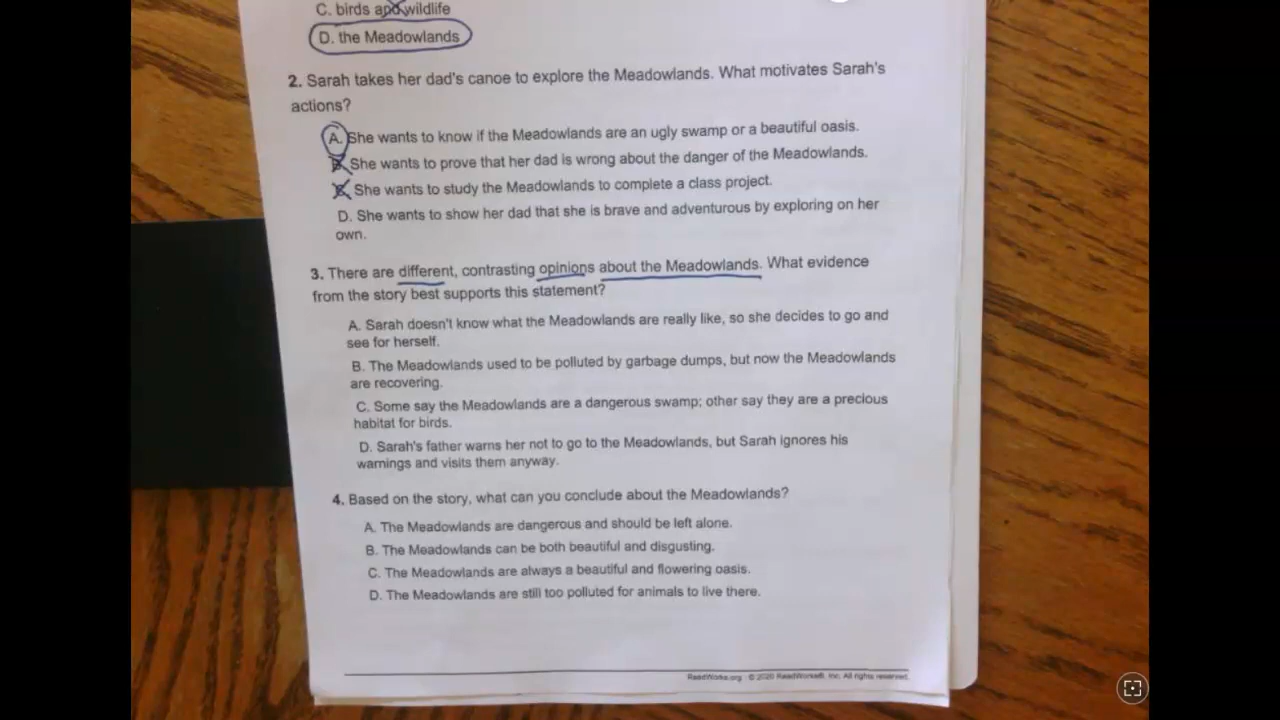 C. birds and wildlife
D. the Meadowlands
2. Sarah takes her dad's canoe to explore the Meadowlands. What motivates Sarah's
actions?
A. She wants to know if the Meadowlands are an ugly swamp or a beautiful oasis.
B. She wants to prove that her dad is wrong about the danger of the Meadowlands.
She wants to study the Meadowlands to complete a class project.
D. She wants to show her dad that she is brave and adventurous by exploring on her
own.
3. There are different, contrasting opinions about the Meadowlands. What evidence
from the story best supports this statement?
A. Sarah doesn't know what the Meadowlands are really like, so she decides to go and
see for herself.
B. The Meadowlands used to be polluted by garbage dumps, but now the Meadowlands
are recovering.
C. Some say the Meadowlands are a dangerous swamp; other say they are a precious
habitat for birds.
D. Sarah's father warns her not to go to the Meadowlands, but Sarah ignores his
warnings and visits them anyway.
4. Based on the story, what can you conclude about the Meadowlands?
A. The Meadowlands are dangerous and should be left alone.
B. The Meadowlands can be both beautiful and disgusting.
C. The Meadowlands are always a beautiful and flowering oasis.
D. The Meadowlands are still too polluted for animals to live there.
ReadWorks.org · © 2020 ReadWorks®, Inc. All rights reserved.